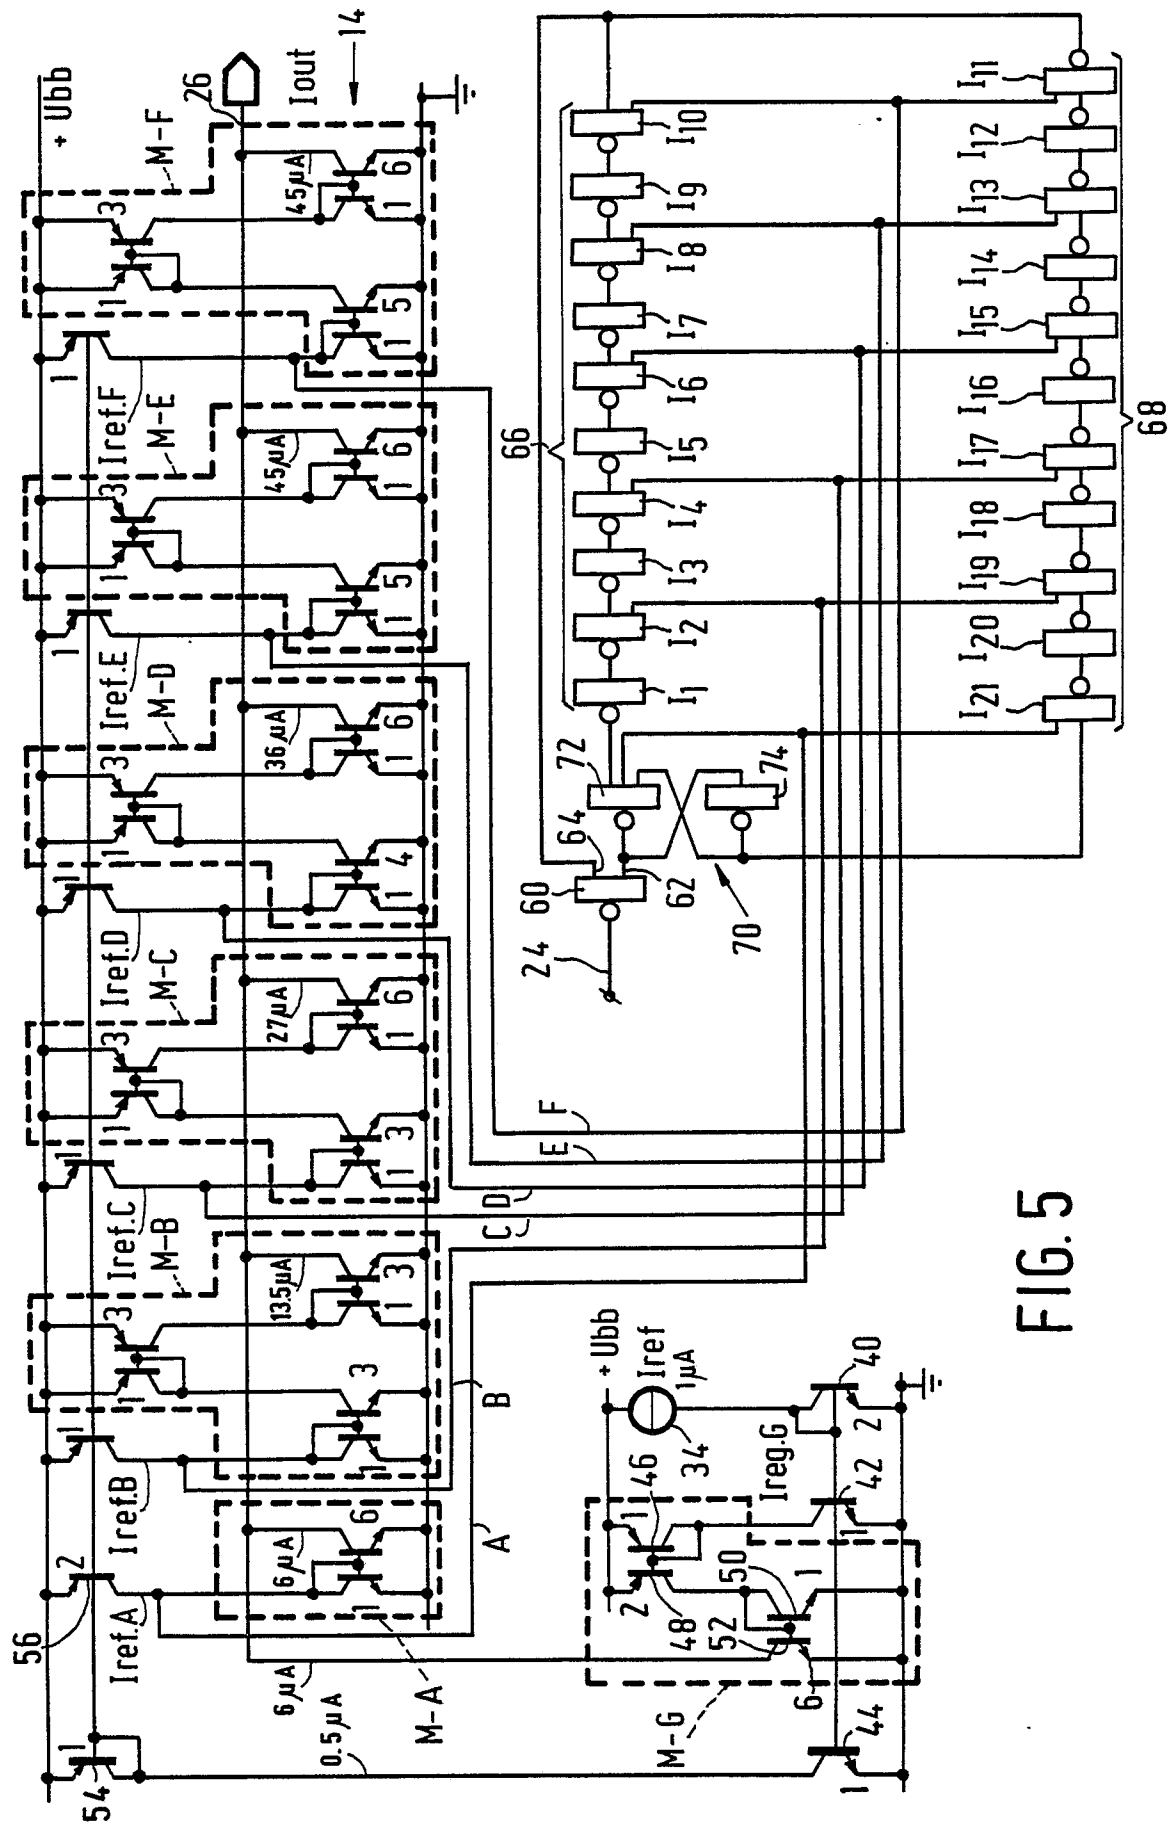 + Ubb
26
Iout
14
M-F
M-E
M-D
M-C
M-B
M-A
Iref.F
Iref.E
Iref.D
Iref.C
Iref.B
Iref.A
56
54
1
2
1
1
1
1
1
1
3
1
3
1
3
1
3
1
3
6µA
13.5µA
27µA
36µA
45µA
45µA
1
6
1
3
1
3
1
3
1
6
1
4
1
6
1
5
1
6
1
5
1
6
6µA
0.5µA
A
B
C
D
E
F
M-G
+ Ubb
Iref
1µA
34
Ireg.G
46
48
50
52
42
40
44
2
1
1
6
1
2
1
24
60
62
64
66
68
70
72
74
I1
I2
I3
I4
I5
I6
I7
I8
I9
I10
I11
I12
I13
I14
I15
I16
I17
I18
I19
I20
I21
FIG. 5